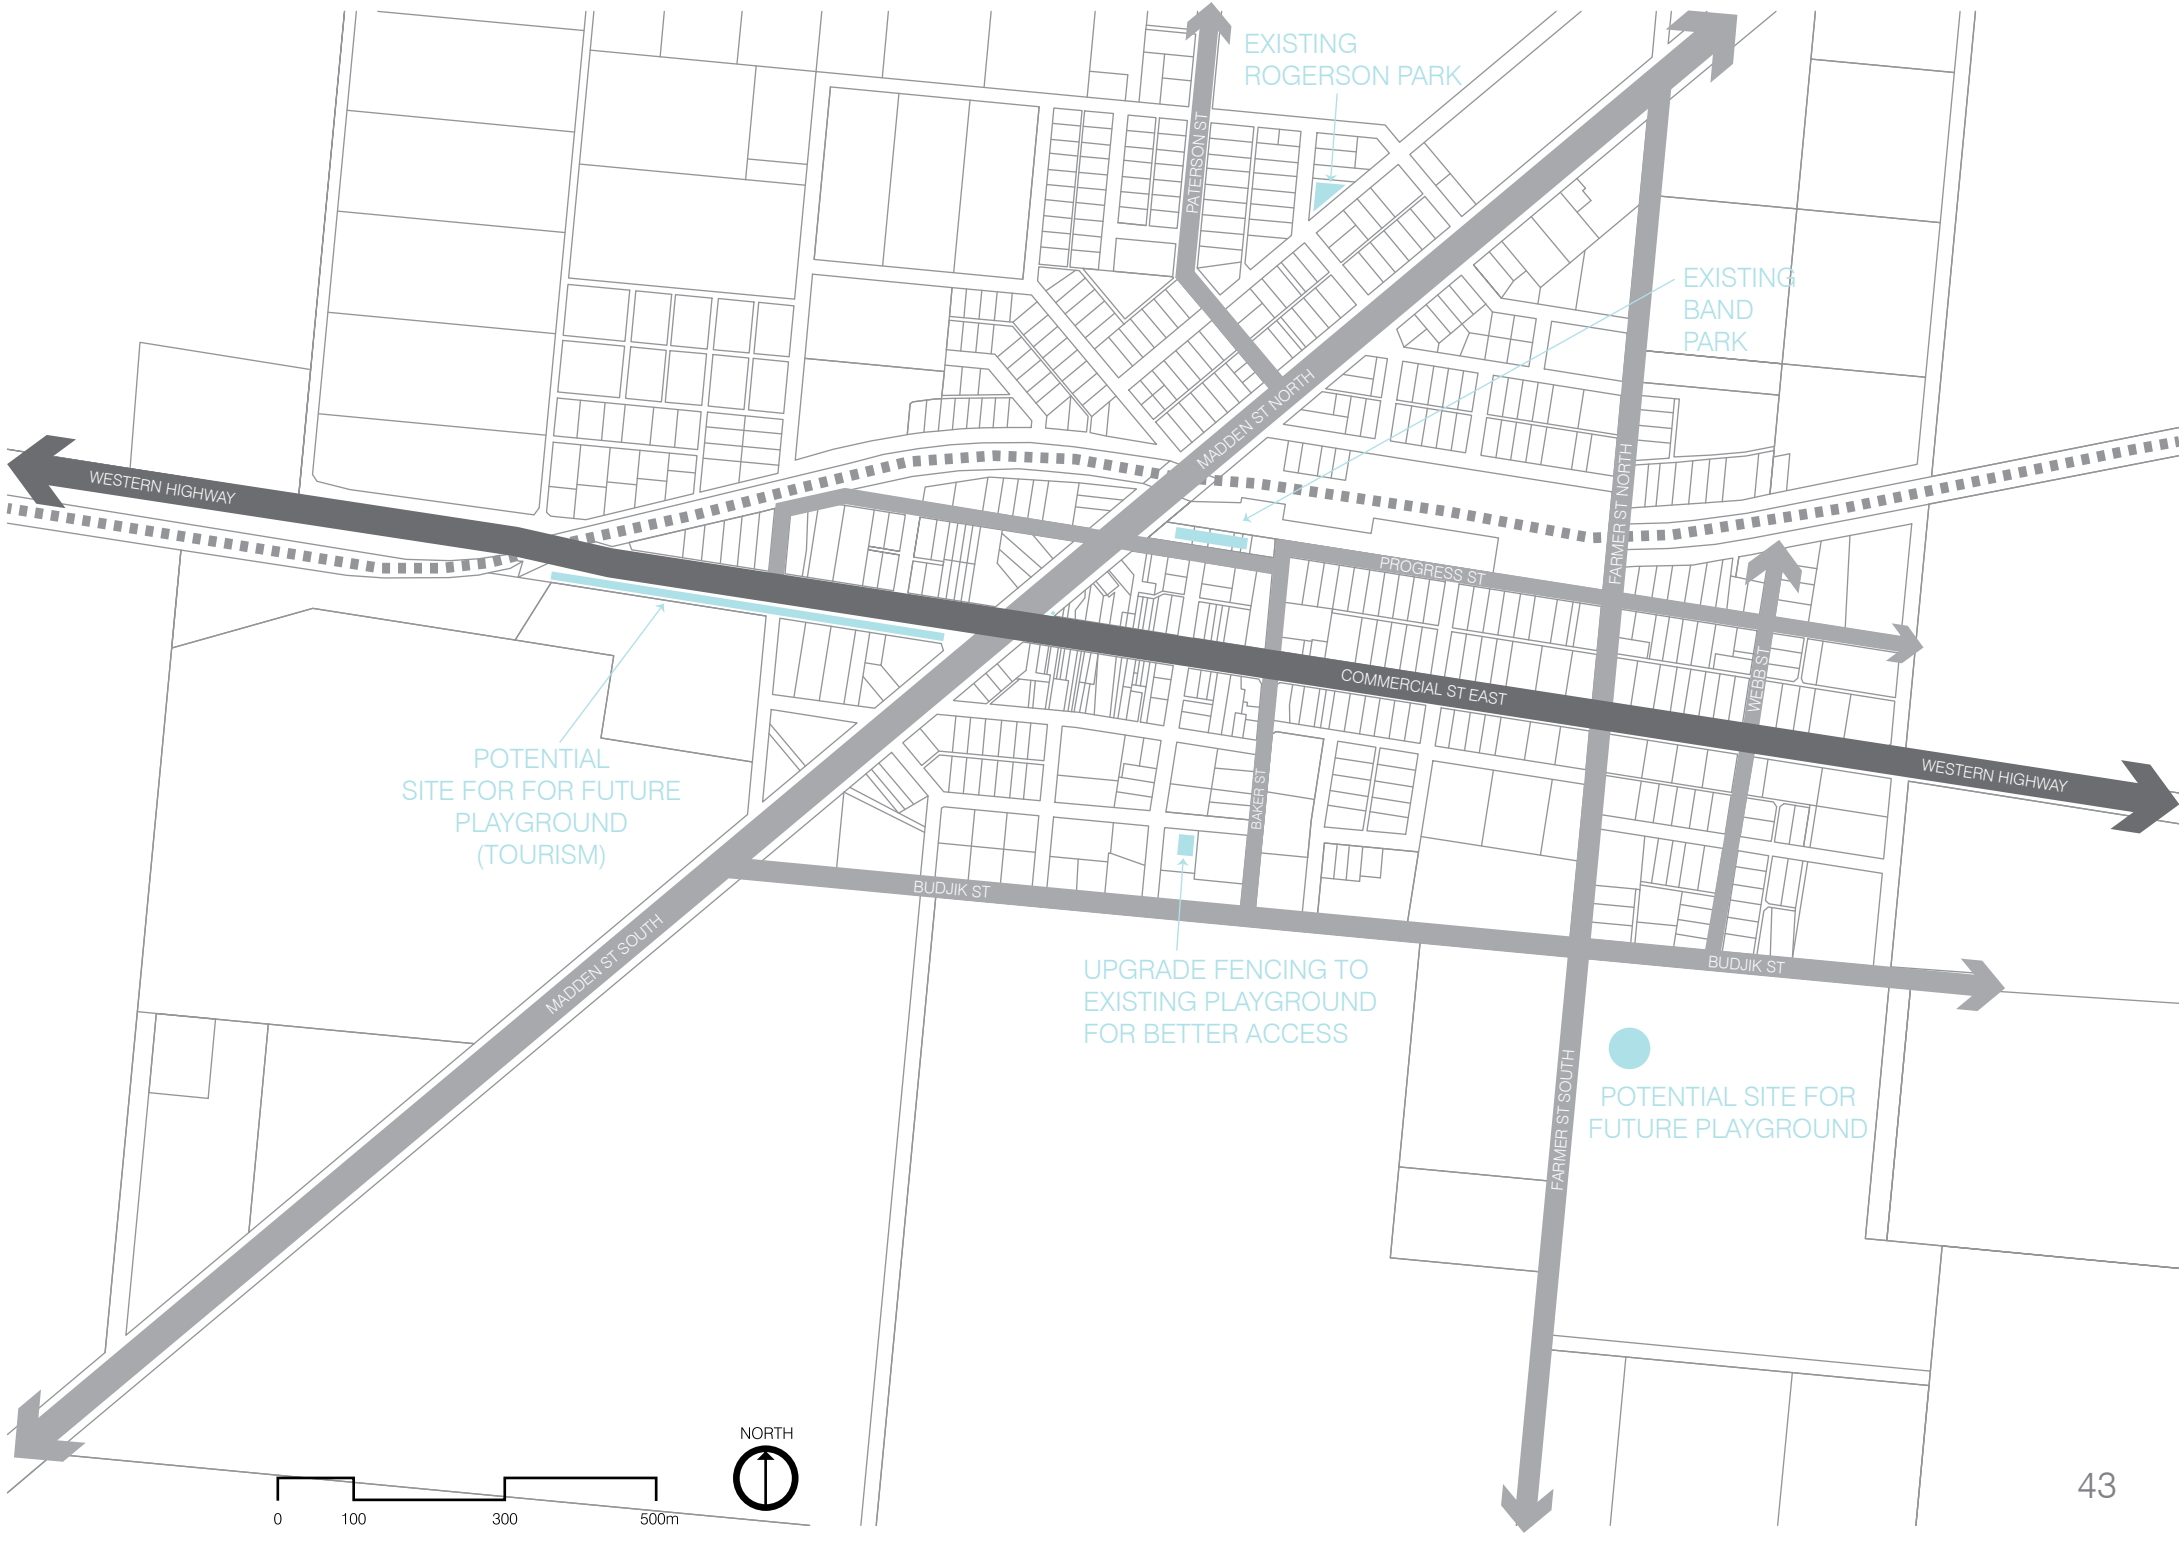 EXISTING
ROGERSON PARK
PATERSON ST
EXISTING
BAND
PARK
MADDEN ST NORTH
FARMER ST NORTH
WESTERN HIGHWAY
PROGRESS ST
WEBB ST
COMMERCIAL ST EAST
WESTERN HIGHWAY
POTENTIAL
SITE FOR FOR FUTURE
PLAYGROUND
(TOURISM)
BAKER ST
BUDJIK ST
MADDEN ST SOUTH
UPGRADE FENCING TO
EXISTING PLAYGROUND
FOR BETTER ACCESS
BUDJIK ST
FARMER ST SOUTH
POTENTIAL SITE FOR
FUTURE PLAYGROUND
NORTH
0 100 300 500m
43